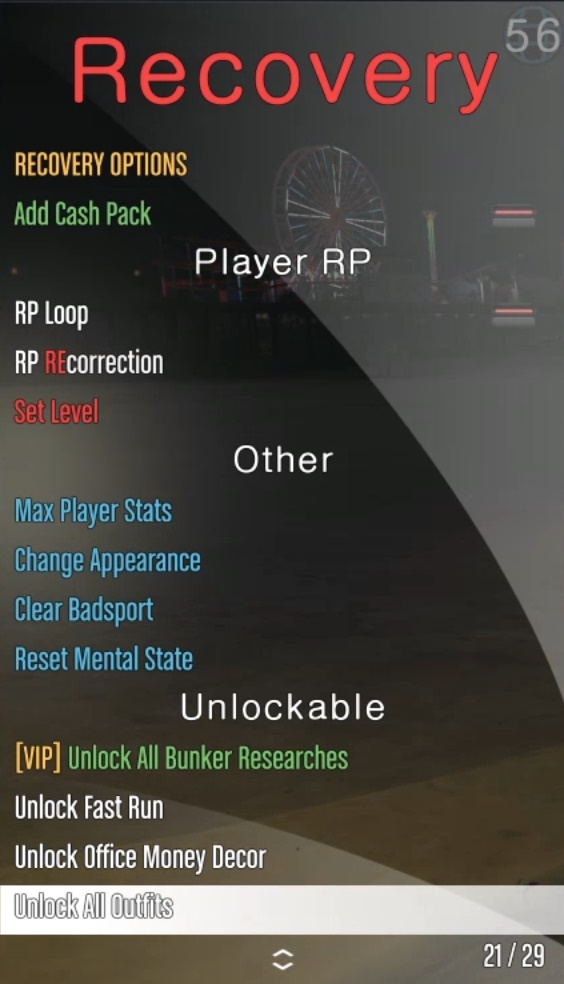 56
Recovery
RECOVERY OPTIONS
Add Cash Pack
Player RP
RP Loop
RP REcorrection
Set Level
Other
Max Player Stats
Change Appearance
Clear Badsport
Reset Mental State
Unlockable
[VIP] Unlock All Bunker Researches
Unlock Fast Run
Unlock Office Money Decor
Unlock All Outfits
21 / 29